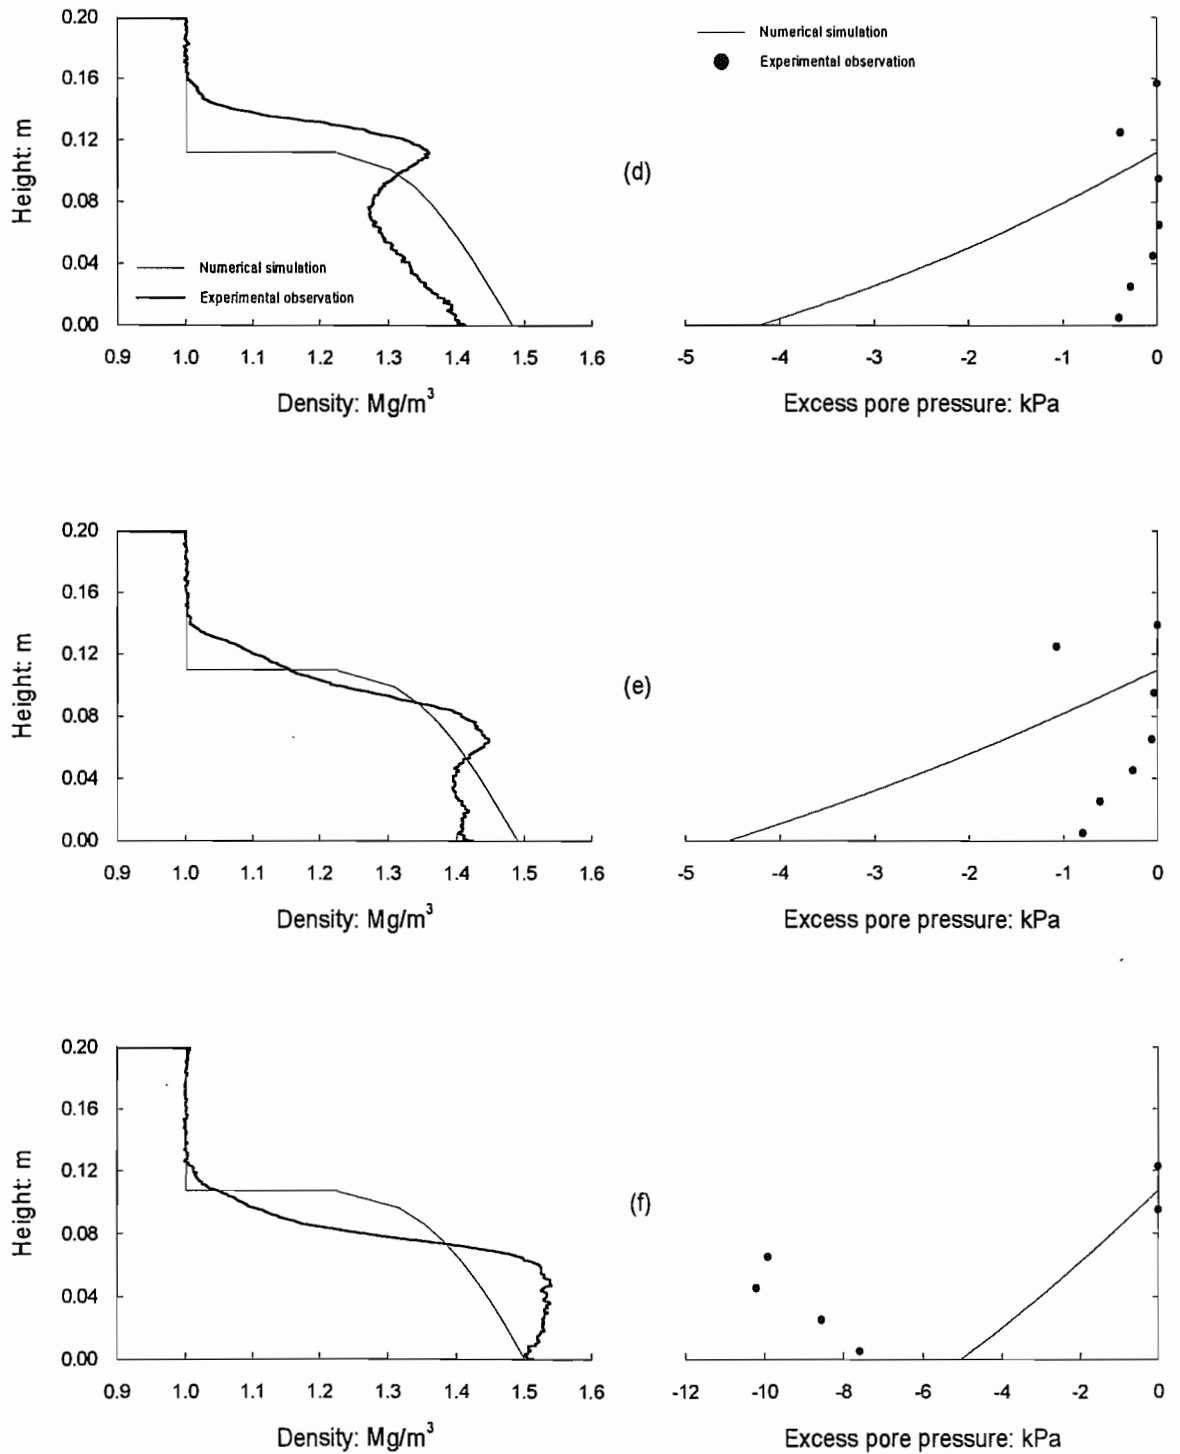 0.20
0.16
0.12
0.08
0.04
0.00
Height: m
Numerical simulation
Experimental observation
0.9 1.0 1.1 1.2 1.3 1.4 1.5 1.6
Density: Mg/m³
(d)
Numerical simulation
Experimental observation
-5 -4 -3 -2 -1 0
Excess pore pressure: kPa
0.20
0.16
0.12
0.08
0.04
0.00
Height: m
0.9 1.0 1.1 1.2 1.3 1.4 1.5 1.6
Density: Mg/m³
(e)
-5 -4 -3 -2 -1 0
Excess pore pressure: kPa
0.20
0.16
0.12
0.08
0.04
0.00
Height: m
0.9 1.0 1.1 1.2 1.3 1.4 1.5 1.6
Density: Mg/m³
(f)
-12 -10 -8 -6 -4 -2 0
Excess pore pressure: kPa